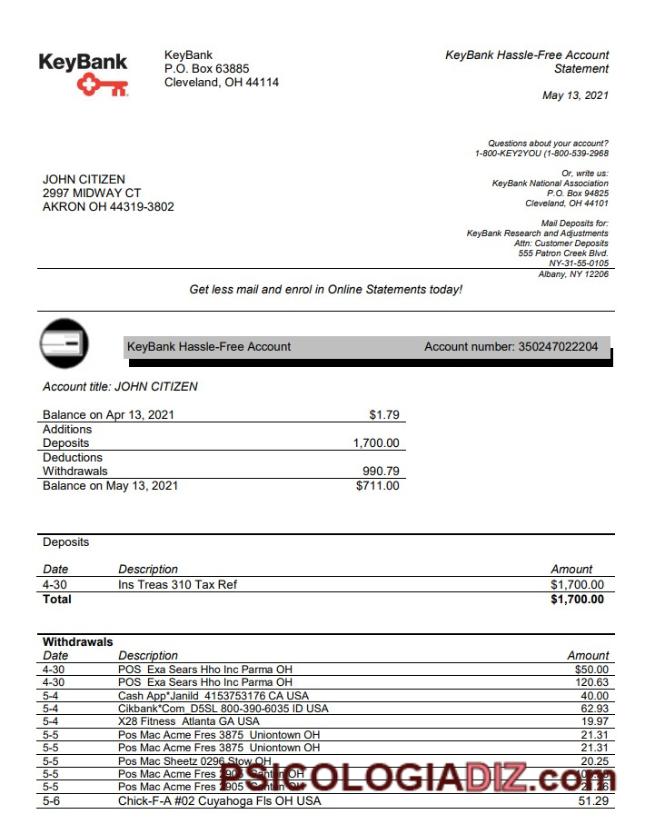 KeyBank
KeyBank
P.O. Box 63885
Cleveland, OH 44114
KeyBank Hassle-Free Account
Statement
May 13, 2021
Questions about your account?
1-800-KEY2YOU (1-800-539-2968
JOHN CITIZEN
2997 MIDWAY CT
AKRON OH 44319-3802
Or, write us:
KeyBank National Association
P.O. Box 94825
Cleveland, OH 44101
Mail Deposits for:
KeyBank Research and Adjustments
Attn: Customer Deposits
555 Patron Creek Blvd.
NY-31-55-0105
Albany, NY 12206
Get less mail and enrol in Online Statements today!
KeyBank Hassle-Free Account Account number: 350247022204
Account title: JOHN CITIZEN
Balance on Apr 13, 2021 $1.79
Additions
Deposits 1,700.00
Deductions
Withdrawals 990.79
Balance on May 13, 2021 $711.00
Deposits
Date Description Amount
4-30 Ins Treas 310 Tax Ref $1,700.00
Total $1,700.00
Withdrawals
Date Description Amount
4-30 POS Exa Sears Hho Inc Parma OH $50.00
4-30 POS Exa Sears Hho Inc Parma OH 120.63
5-4 Cash App*Janild 4153753176 CA USA 40.00
5-4 Cikbank*Com_D5SL 800-390-6035 ID USA 62.93
5-4 X28 Fitness Atlanta GA USA 19.97
5-5 Pos Mac Acme Fres 3875 Uniontown OH 21.31
5-5 Pos Mac Acme Fres 3875 Uniontown OH 21.31
5-5 Pos Mac Sheetz 0296 Stow OH 20.25
5-5 Pos Mac Acme Fres 2905 Canton OH
5-5 Pos Mac Acme Fres 2905 Canton OH
PSICOLOGIADIZ.com
5-6 Chick-F-A #02 Cuyahoga Fls OH USA 51.29